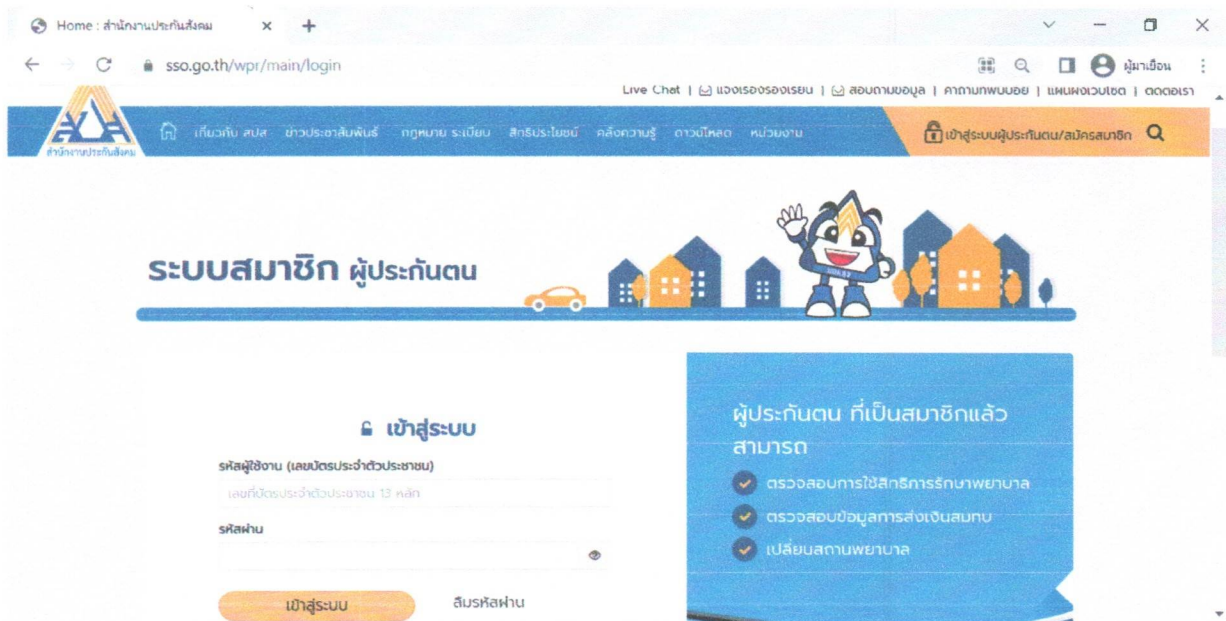 Home : สำนักงานประกันสังคม
sso.go.th/wpr/main/login
ผู้มาเยือน
Live Chat | แจ้งเรื่องร้องเรียน | สอบถามข้อมูล | คำถามที่พบบ่อย | แผนผังเว็บไซต์ | ติดต่อเรา
สำนักงานประกันสังคม
เกี่ยวกับ สปส ข่าวประชาสัมพันธ์ กฎหมาย ระเบียบ สิทธิประโยชน์ คลังความรู้ ดาวน์โหลด หน่วยงาน
เข้าสู่ระบบผู้ประกันตน/สมัครสมาชิก
ระบบสมาชิก ผู้ประกันตน
เข้าสู่ระบบ
รหัสผู้ใช้งาน (เลขบัตรประจำตัวประชาชน)
เลขที่บัตรประจำตัวประชาชน 13 หลัก
รหัสผ่าน
เข้าสู่ระบบ
ลืมรหัสผ่าน
ผู้ประกันตน ที่เป็นสมาชิกแล้ว
สามารถ
ตรวจสอบการใช้สิทธิการรักษาพยาบาล
ตรวจสอบข้อมูลการส่งเงินสมทบ
เปลี่ยนสถานพยาบาล